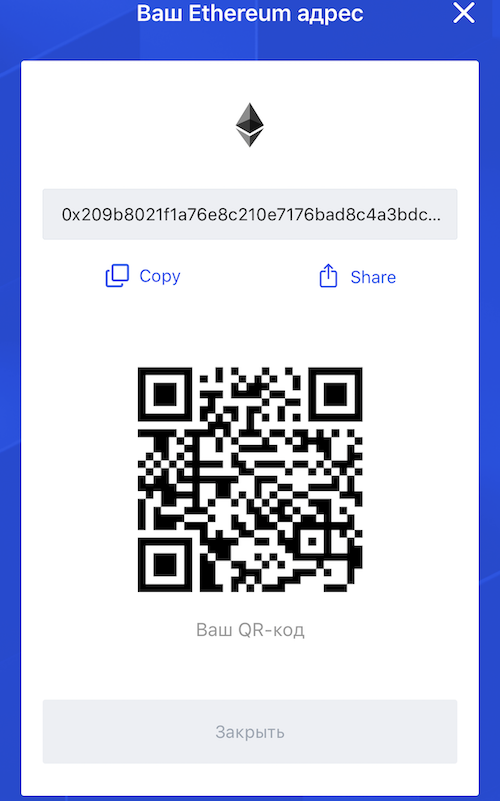 Ваш Ethereum адрес
0x209b8021f1a76e8c210e7176bad8c4a3bdc...
Copy
Share
Ваш QR-код
Закрыть